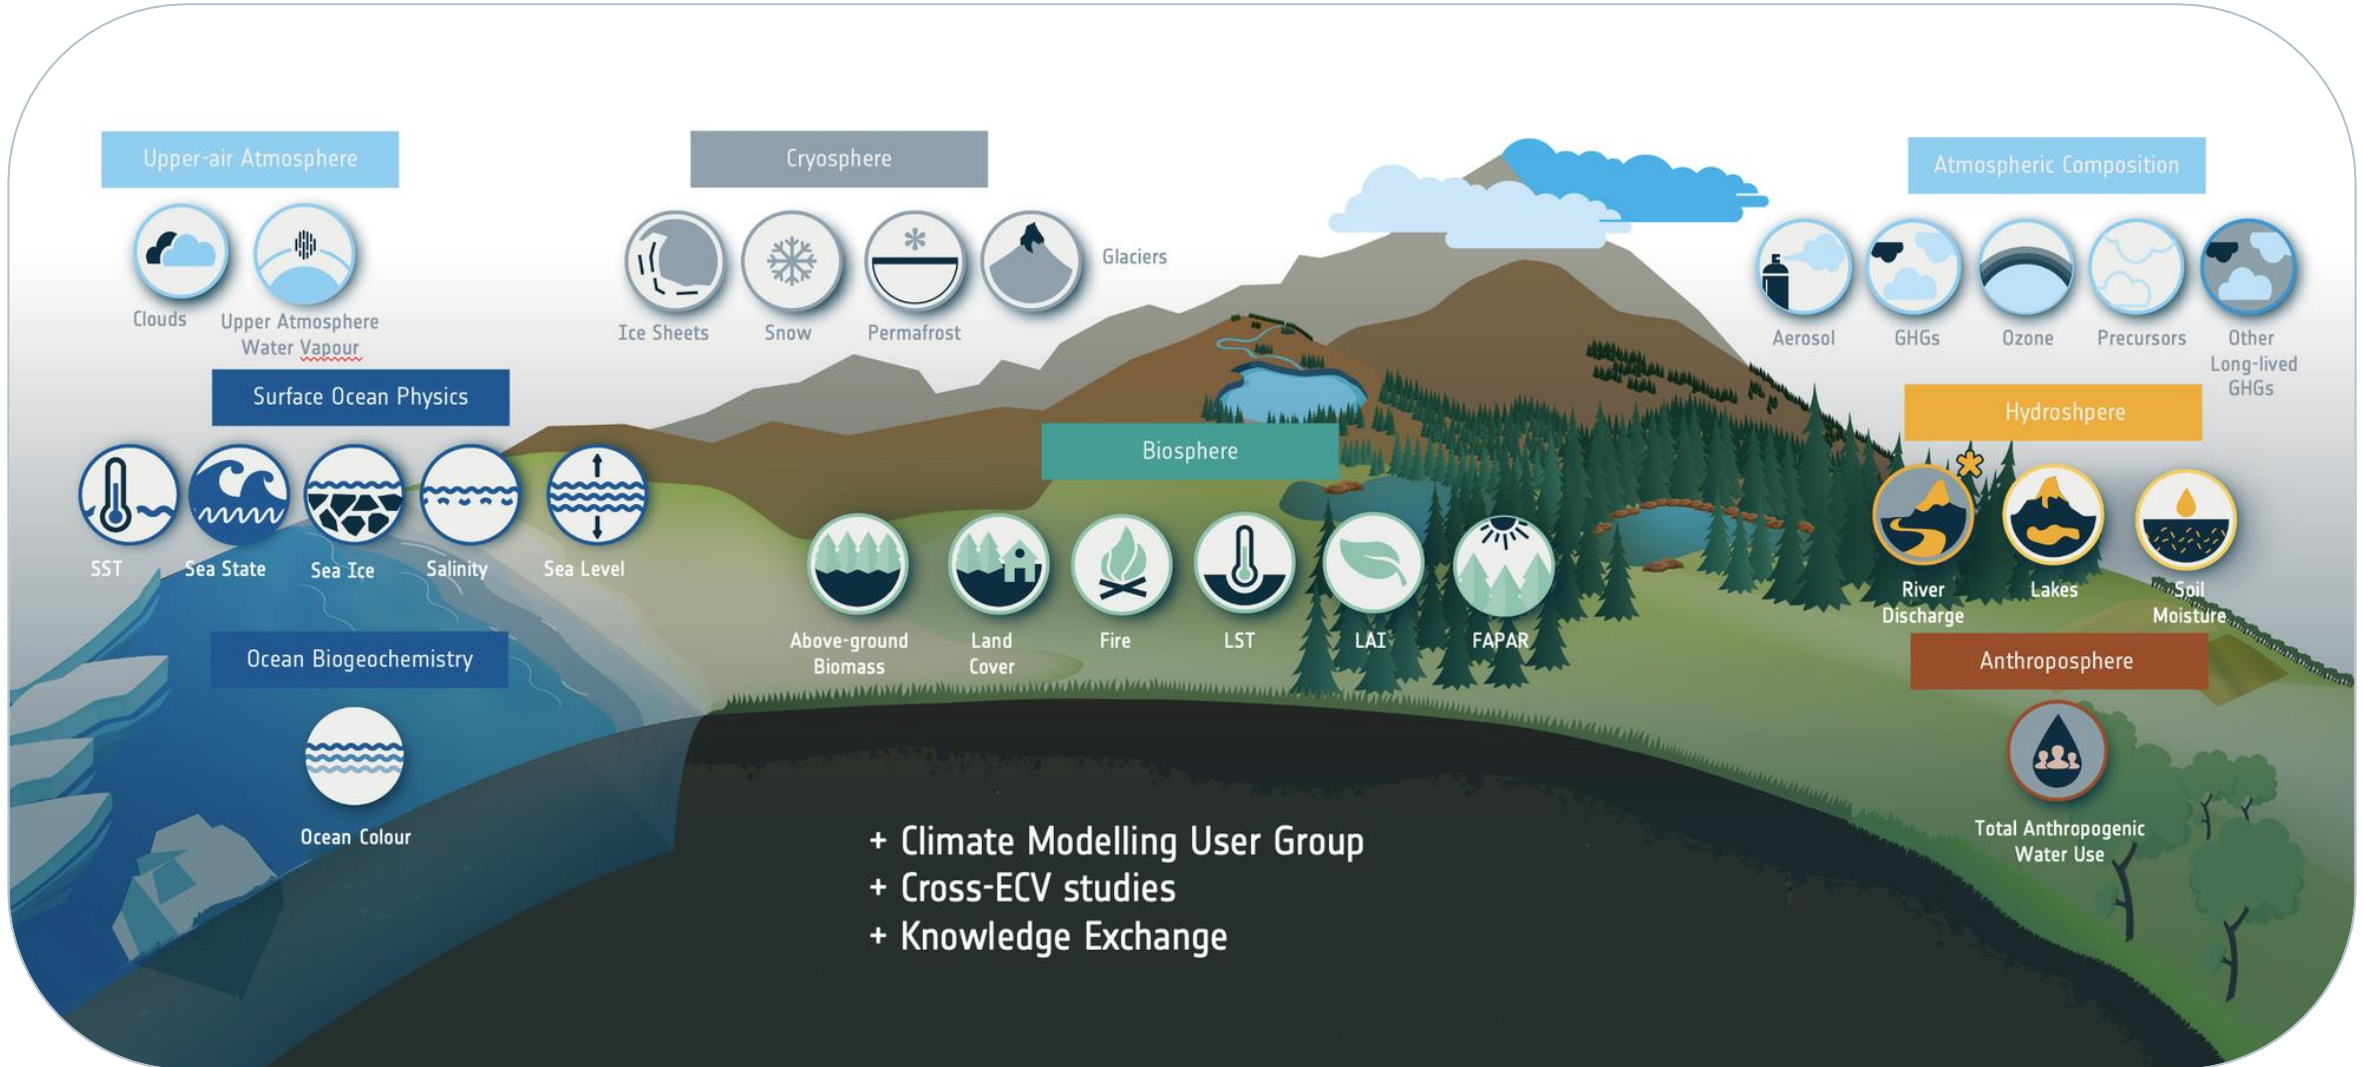 Upper-air Atmosphere
Clouds
Upper Atmosphere
Water Vapour
Cryosphere
Ice Sheets
Snow
Permafrost
Glaciers
Atmospheric Composition
Aerosol
GHGs
Ozone
Precursors
Other
Long-lived
GHGs
Surface Ocean Physics
SST
Sea State
Sea Ice
Salinity
Sea Level
Biosphere
Above-ground
Biomass
Land
Cover
Fire
LST
LAI
FAPAR
Hydroshpere
*
River
Discharge
Lakes
Soil
Moisture
Ocean Biogeochemistry
Ocean Colour
Anthroposphere
Total Anthropogenic
Water Use
+ Climate Modelling User Group
+ Cross-ECV studies
+ Knowledge Exchange